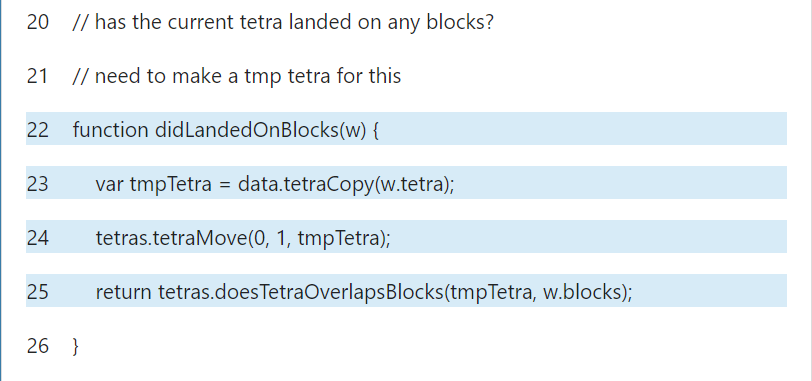 20 // has the current tetra landed on any blocks?
21 // need to make a tmp tetra for this
22 function didLandedOnBlocks(w) {
23 var tmpTetra = data.tetraCopy(w.tetra);
24 tetras.tetraMove(0, 1, tmpTetra);
25 return tetras.doesTetraOverlapsBlocks(tmpTetra, w.blocks);
26 }